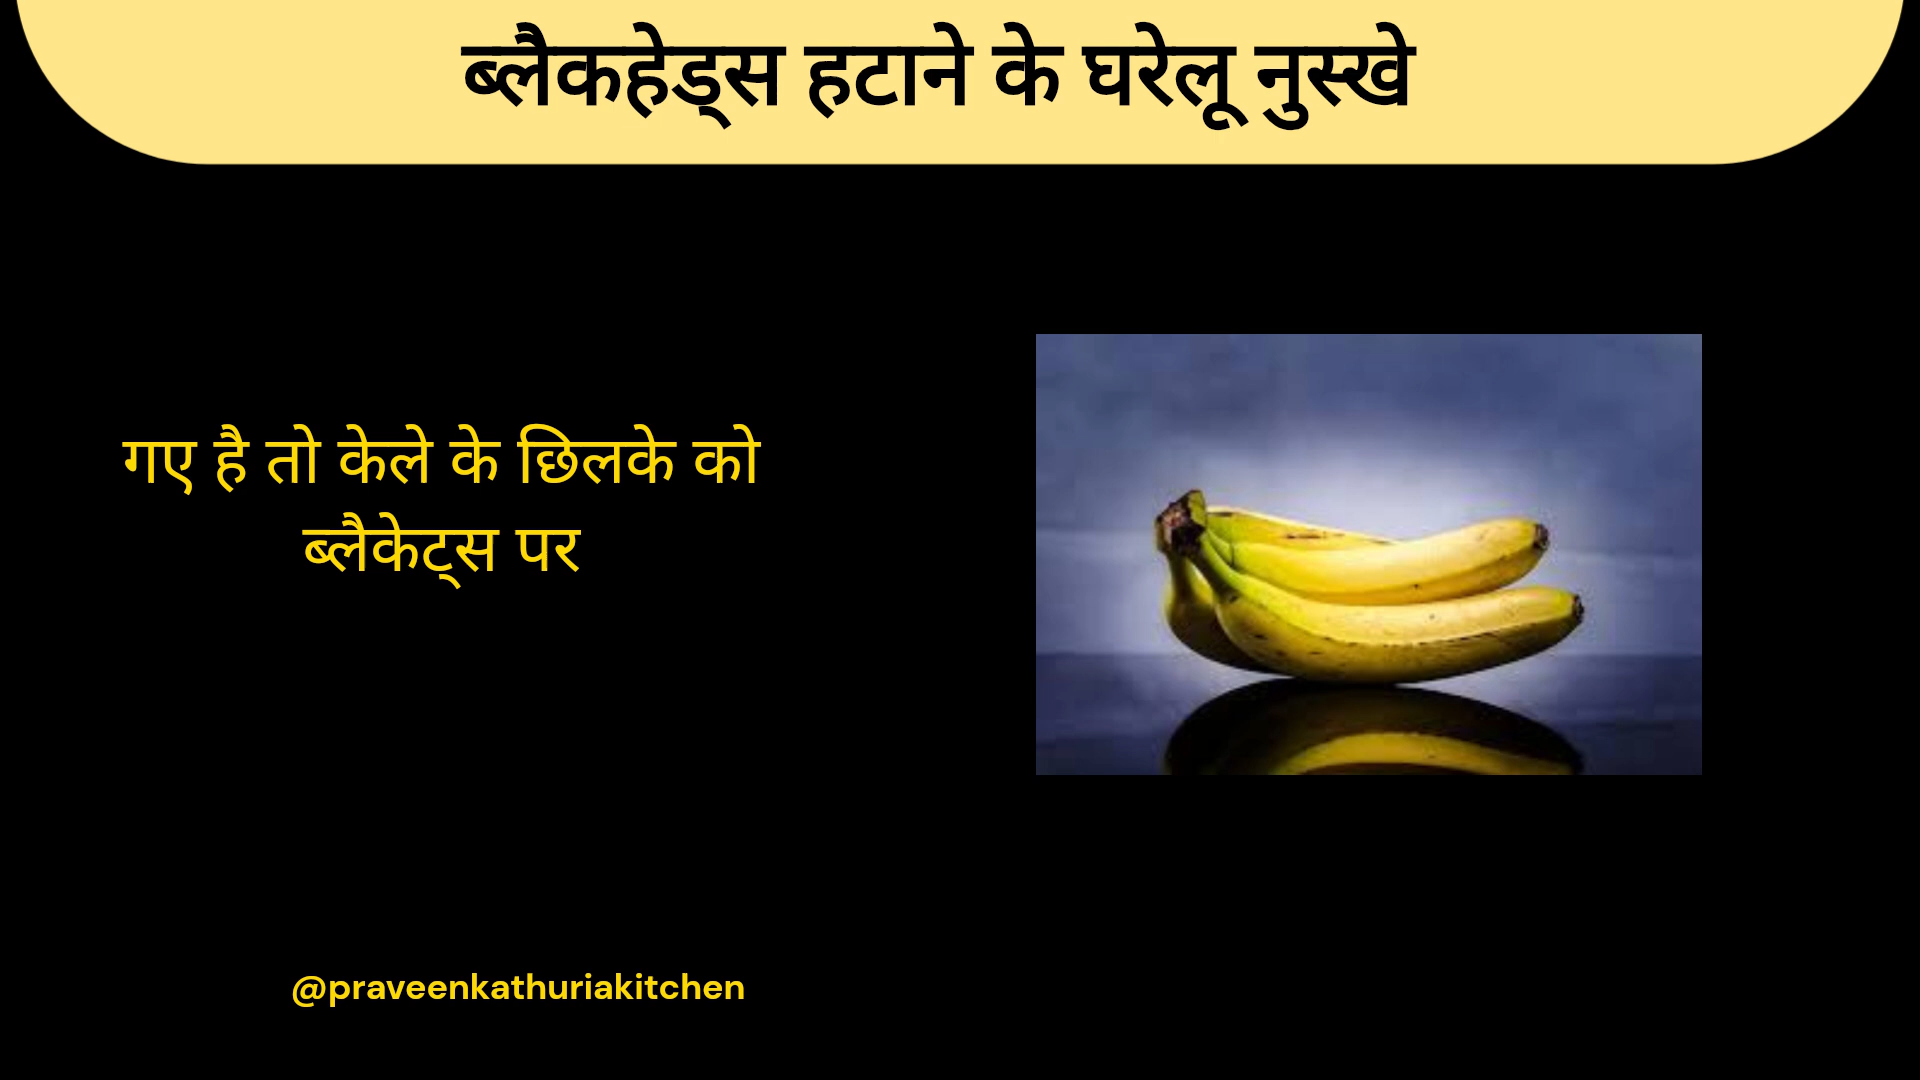 ब्लैकहेड्स हटाने के घरेलू नुस्खे
गए है तो केले के छिलके को
ब्लैकेट्स पर
@praveenkathuriakitchen